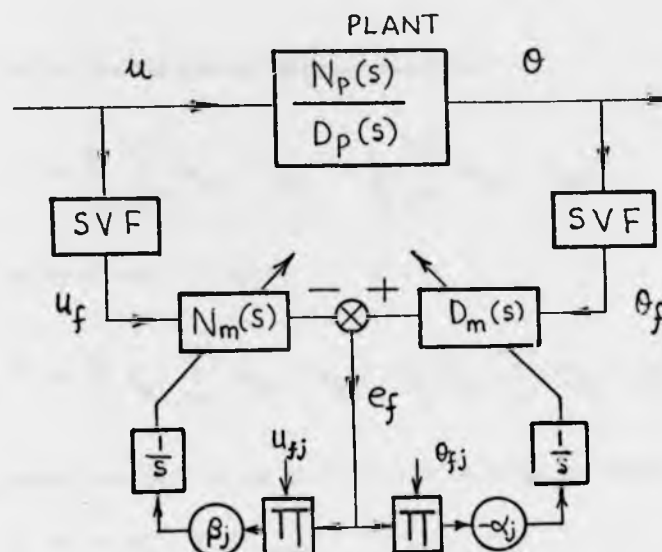 PLANT
u
θ
N_p(s)
D_p(s)
SVF
SVF
u_f
N_m(s)
−
+
D_m(s)
θ_f
e_f
1/s
u_fj
θ_fj
1/s
β_j
Π
Π
-α_j